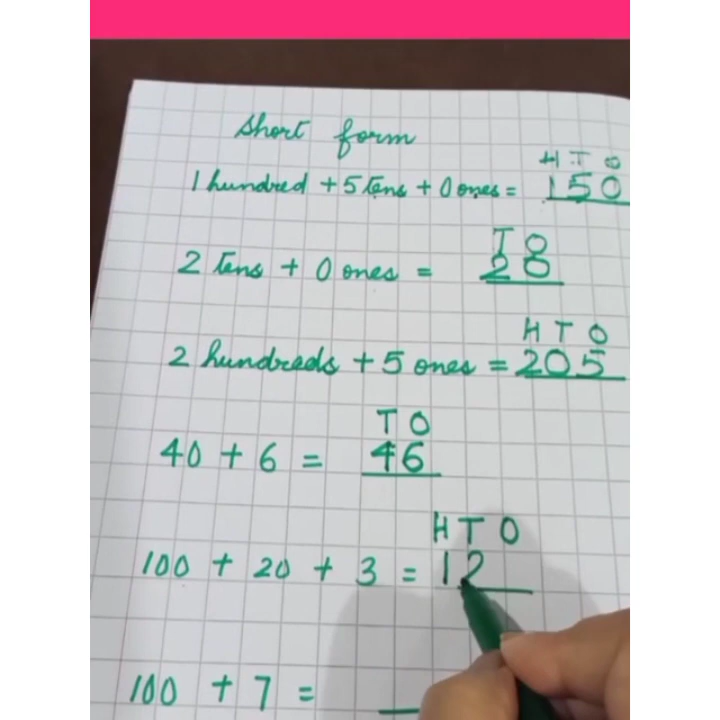 Short form
H T O
1 hundred + 5 Tens + 0 ones = 150
T O
2 Tens + 0 ones = 20
H T O
2 hundreds + 5 ones = 205
T O
40 + 6 = 46
H T O
100 + 20 + 3 = 12
100 + 7 =